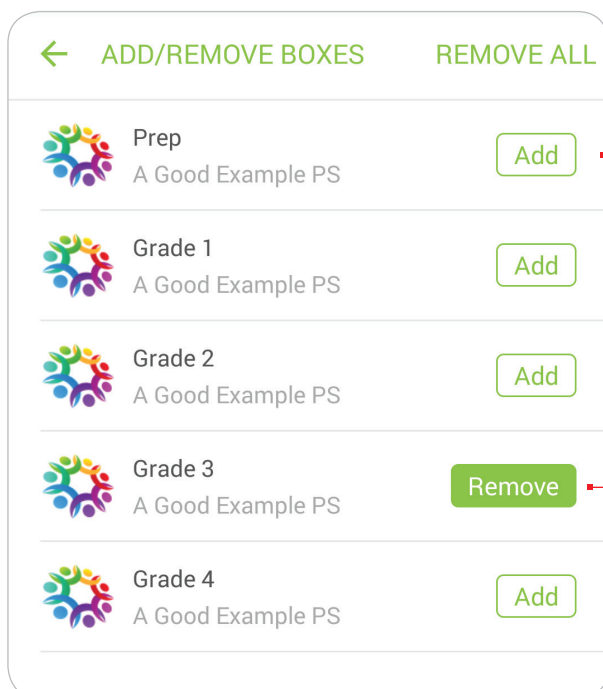 ADD/REMOVE BOXES REMOVE ALL
Prep
A Good Example PS
Add
Grade 1
A Good Example PS
Add
Grade 2
A Good Example PS
Add
Grade 3
A Good Example PS
Remove
Grade 4
A Good Example PS
Add